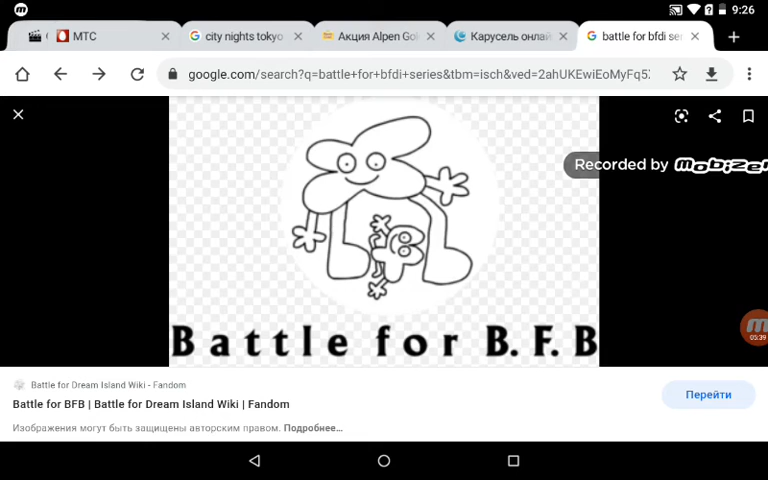 9:26
МТС
city nights tokyo
Акция Alpen Gol
Карусель онлай
battle for bfdi ser
google.com/search?q=battle+for+bfdi+series&tbm=isch&ved=2ahUKEwiEoMyFq5
Recorded by mobizen
05:39
Battle for B. F. B
Battle for Dream Island Wiki - Fandom
Battle for BFB | Battle for Dream Island Wiki | Fandom
Перейти
Изображения могут быть защищены авторским правом. Подробнее...